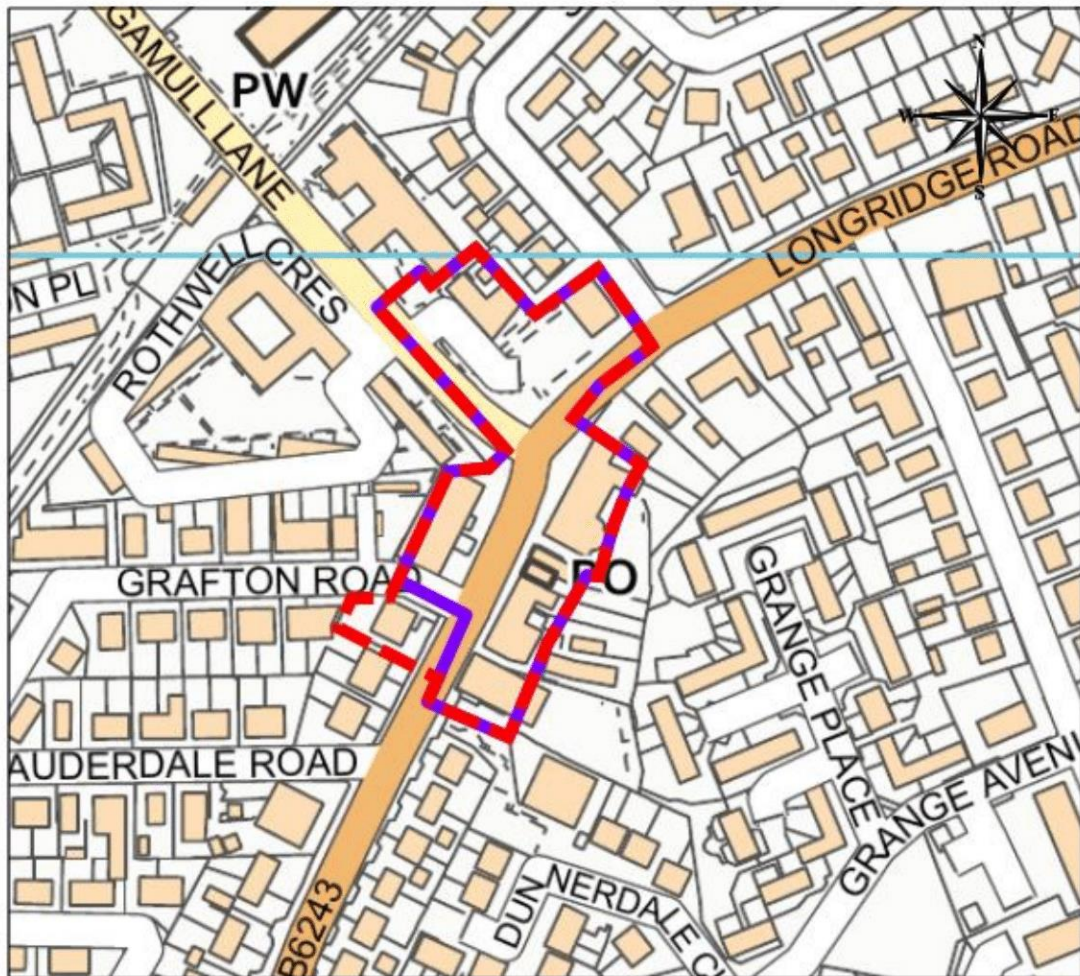 GAMULL LANE
PW
N
W
E
S
LONGRIDGE ROAD
N PL
ROTHWELL CRES
GRAFTON ROAD
PO
GRANGE PLACE
AUDERDALE ROAD
GRANGE AVENU
DUN
NERDALE CL
B6243